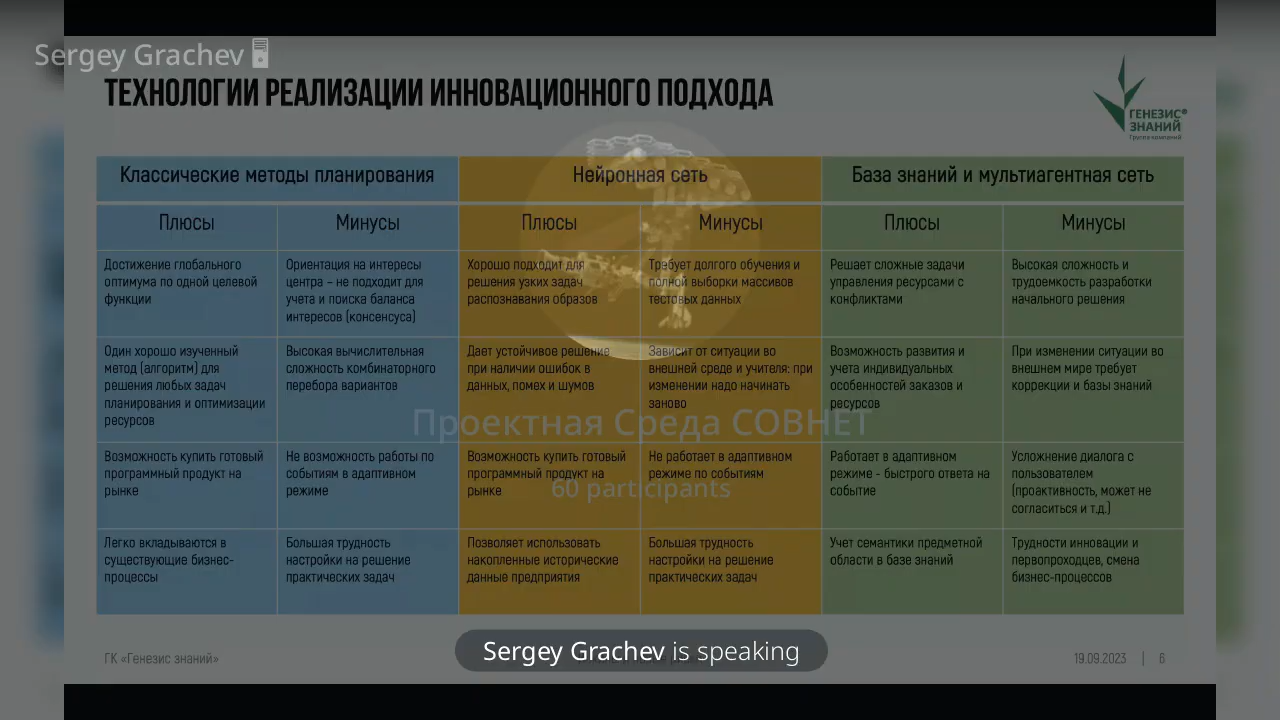 Sergey Grachev
ТЕХНОЛОГИИ РЕАЛИЗАЦИИ ИННОВАЦИОННОГО ПОДХОДА
ГЕНЕЗИС®
ЗНАНИЙ
Группа компаний
Классические методы планирования
Нейронная сеть
База знаний и мультиагентная сеть
Плюсы
Минусы
Плюсы
Минусы
Плюсы
Минусы
Достижение глобального
оптимума по одной целевой
функции
Ориентация на интересы
центра – не подходит для
учета и поиска баланса
интересов (консенсуса)
Хорошо подходит для
решения узких задач
распознавания образов
Требует долгого обучения и
полной выборки массивов
тестовых данных
Решает сложные задачи
управления ресурсами с
конфликтами
Высокая сложность и
трудоемкость разработки
начального решения
Один хорошо изученный
метод (алгоритм) для
решения любых задач
планирования и оптимизации
ресурсов
Высокая вычислительная
сложность комбинаторного
перебора вариантов
Дает устойчивое решение
при наличии ошибок в
данных, помех и шумов
Зависит от ситуации во
внешней среде и учителя: при
изменении надо начинать
заново
Возможность развития и
учета индивидуальных
особенностей заказов и
ресурсов
При изменении ситуации во
внешнем мире требует
коррекции и базы знаний
Проектная Среда СОВНЕТ
Возможность купить готовый
программный продукт на
рынке
Не возможность работы по
событиям в адаптивном
режиме
Возможность купить готовый
программный продукт на
рынке
Не работает в адаптивном
режиме по событиям
Работает в адаптивном
режиме - быстрого ответа на
событие
Усложнение диалога с
пользователем
(проактивность, может не
согласиться и т.д.)
60 participants
Легко вкладываются в
существующие бизнес-
процессы
Большая трудность
настройки на решение
практических задач
Позволяет использовать
накопленные исторические
данные предприятия
Большая трудность
настройки на решение
практических задач
Учет семантики предметной
области в базе знаний
Трудности инновации и
первопроходцев, смена
бизнес-процессов
Sergey Grachev is speaking
ГК «Генезис знаний»
19.09.2023 | 6